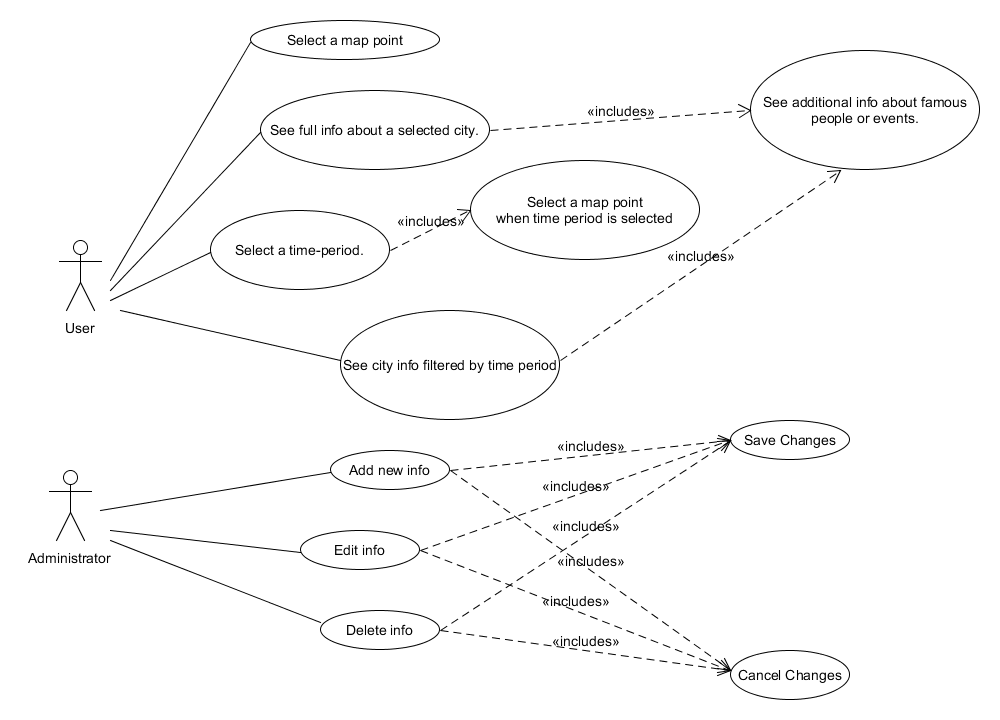 Select a map point
See full info about a selected city.
«includes»
See additional info about famous
people or events.
Select a time-period.
«includes»
Select a map point
when time period is selected
«includes»
User
See city info filtered by time period
Administrator
Add new info
«includes»
Save Changes
«includes»
Edit info
«includes»
«includes»
«includes»
Delete info
«includes»
Cancel Changes